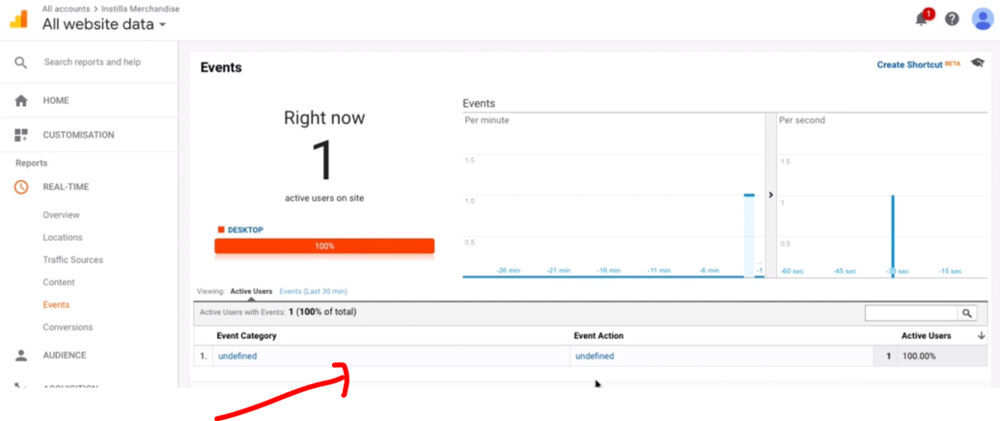 All accounts > Instilla Merchandise
All website data
1
Search reports and help
HOME
CUSTOMISATION
Reports
REAL-TIME
Overview
Locations
Traffic Sources
Content
Events
Conversions
AUDIENCE
ACQUISITION
Events
Create Shortcut BETA
Right now
1
active users on site
DESKTOP
100%
Events
Per minute
1.5
1.0
0.5
-26 min -21 min -16 min -11 min -6 min -1
Per second
1.5
1
0.5
-60 sec -45 sec -30 sec -15 sec
Viewing: Active Users Events (Last 30 min)
Active Users with Events: 1 (100% of total)
Event Category Event Action Active Users
1. undefined undefined 1 100.00%